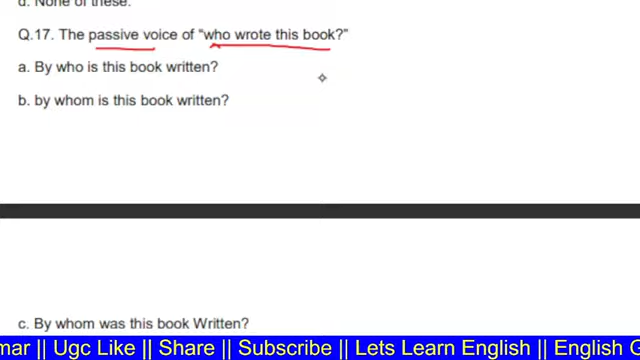 d. None of these.
Q.17. The passive voice of “who wrote this book?”
a. By who is this book written?
b. by whom is this book written?
c. By whom was this book Written?
mar || Ugc Like || Share || Subscribe || Lets Learn English || English G